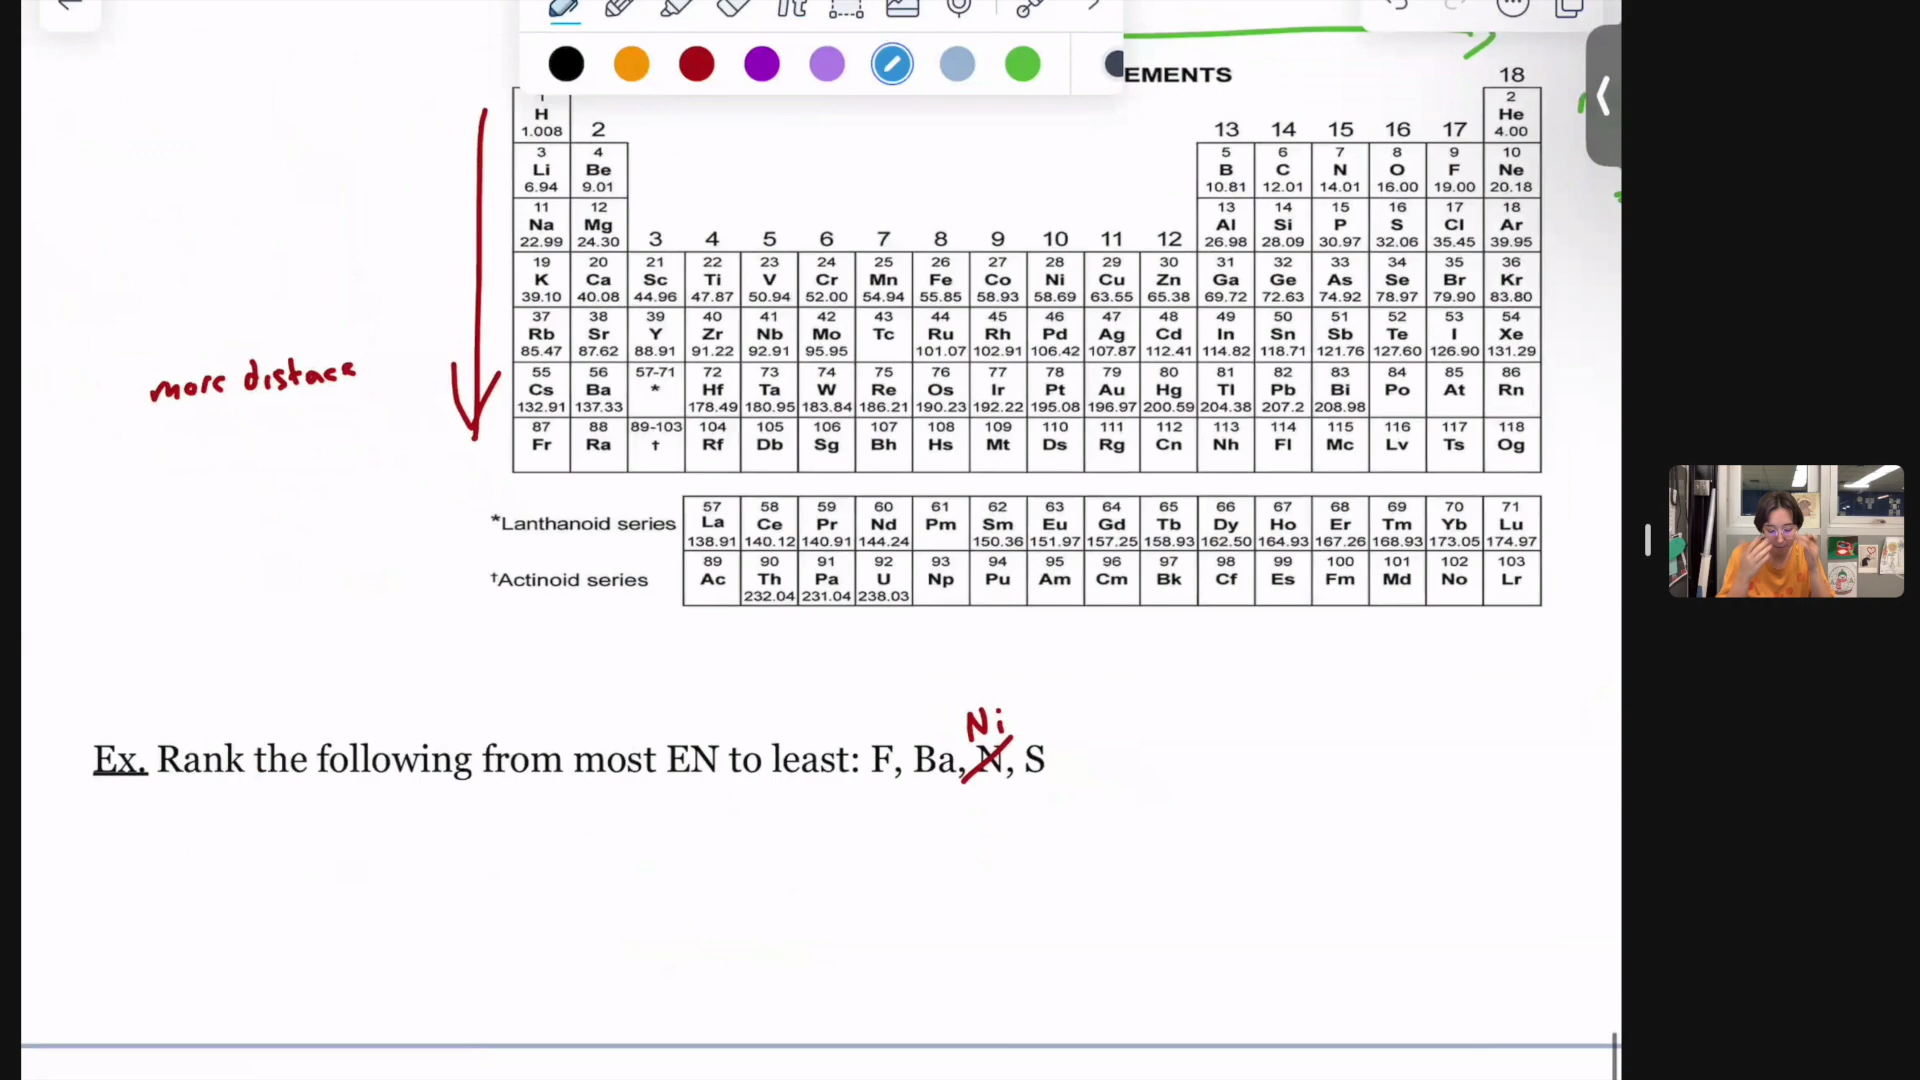 EMENTS
18
1
H
1.008
2
He
4.00
2
13 14 15 16 17
3 4 5 6 7 8 9 10
Li Be B C N O F Ne
6.94 9.01 10.81 12.01 14.01 16.00 19.00 20.18
11 12 13 14 15 16 17 18
Na Mg Al Si P S Cl Ar
22.99 24.30 26.98 28.09 30.97 32.06 35.45 39.95
3 4 5 6 7 8 9 10 11 12
19 20 21 22 23 24 25 26 27 28 29 30 31 32 33 34 35 36
K Ca Sc Ti V Cr Mn Fe Co Ni Cu Zn Ga Ge As Se Br Kr
39.10 40.08 44.96 47.87 50.94 52.00 54.94 55.85 58.93 58.69 63.55 65.38 69.72 72.63 74.92 78.97 79.90 83.80
37 38 39 40 41 42 43 44 45 46 47 48 49 50 51 52 53 54
Rb Sr Y Zr Nb Mo Tc Ru Rh Pd Ag Cd In Sn Sb Te I Xe
85.47 87.62 88.91 91.22 92.91 95.95 101.07 102.91 106.42 107.87 112.41 114.82 118.71 121.76 127.60 126.90 131.29
55 56 57-71 72 73 74 75 76 77 78 79 80 81 82 83 84 85 86
Cs Ba * Hf Ta W Re Os Ir Pt Au Hg Tl Pb Bi Po At Rn
132.91 137.33 178.49 180.95 183.84 186.21 190.23 192.22 195.08 196.97 200.59 204.38 207.2 208.98
87 88 89-103 104 105 106 107 108 109 110 111 112 113 114 115 116 117 118
Fr Ra † Rf Db Sg Bh Hs Mt Ds Rg Cn Nh Fl Mc Lv Ts Og
more distace
57 58 59 60 61 62 63 64 65 66 67 68 69 70 71
*Lanthanoid series La Ce Pr Nd Pm Sm Eu Gd Tb Dy Ho Er Tm Yb Lu
138.91 140.12 140.91 144.24 150.36 151.97 157.25 158.93 162.50 164.93 167.26 168.93 173.05 174.97
89 90 91 92 93 94 95 96 97 98 99 100 101 102 103
†Actinoid series Ac Th Pa U Np Pu Am Cm Bk Cf Es Fm Md No Lr
232.04 231.04 238.03
Ni
Ex. Rank the following from most EN to least: F, Ba, N, S